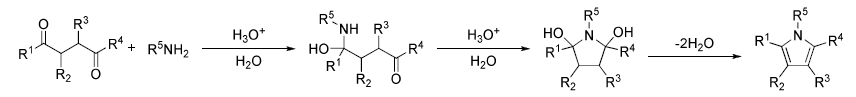 O
R³
R¹
R⁴
R₂
O
+ R⁵NH₂
H₃O⁺
H₂O
R⁵
NH
R³
HO
R⁴
R¹
R₂
O
H₃O⁺
H₂O
R⁵
HO N OH
R¹ R⁴
R₂ R³
-2H₂O
R⁵
R¹ N R⁴
R₂ R³